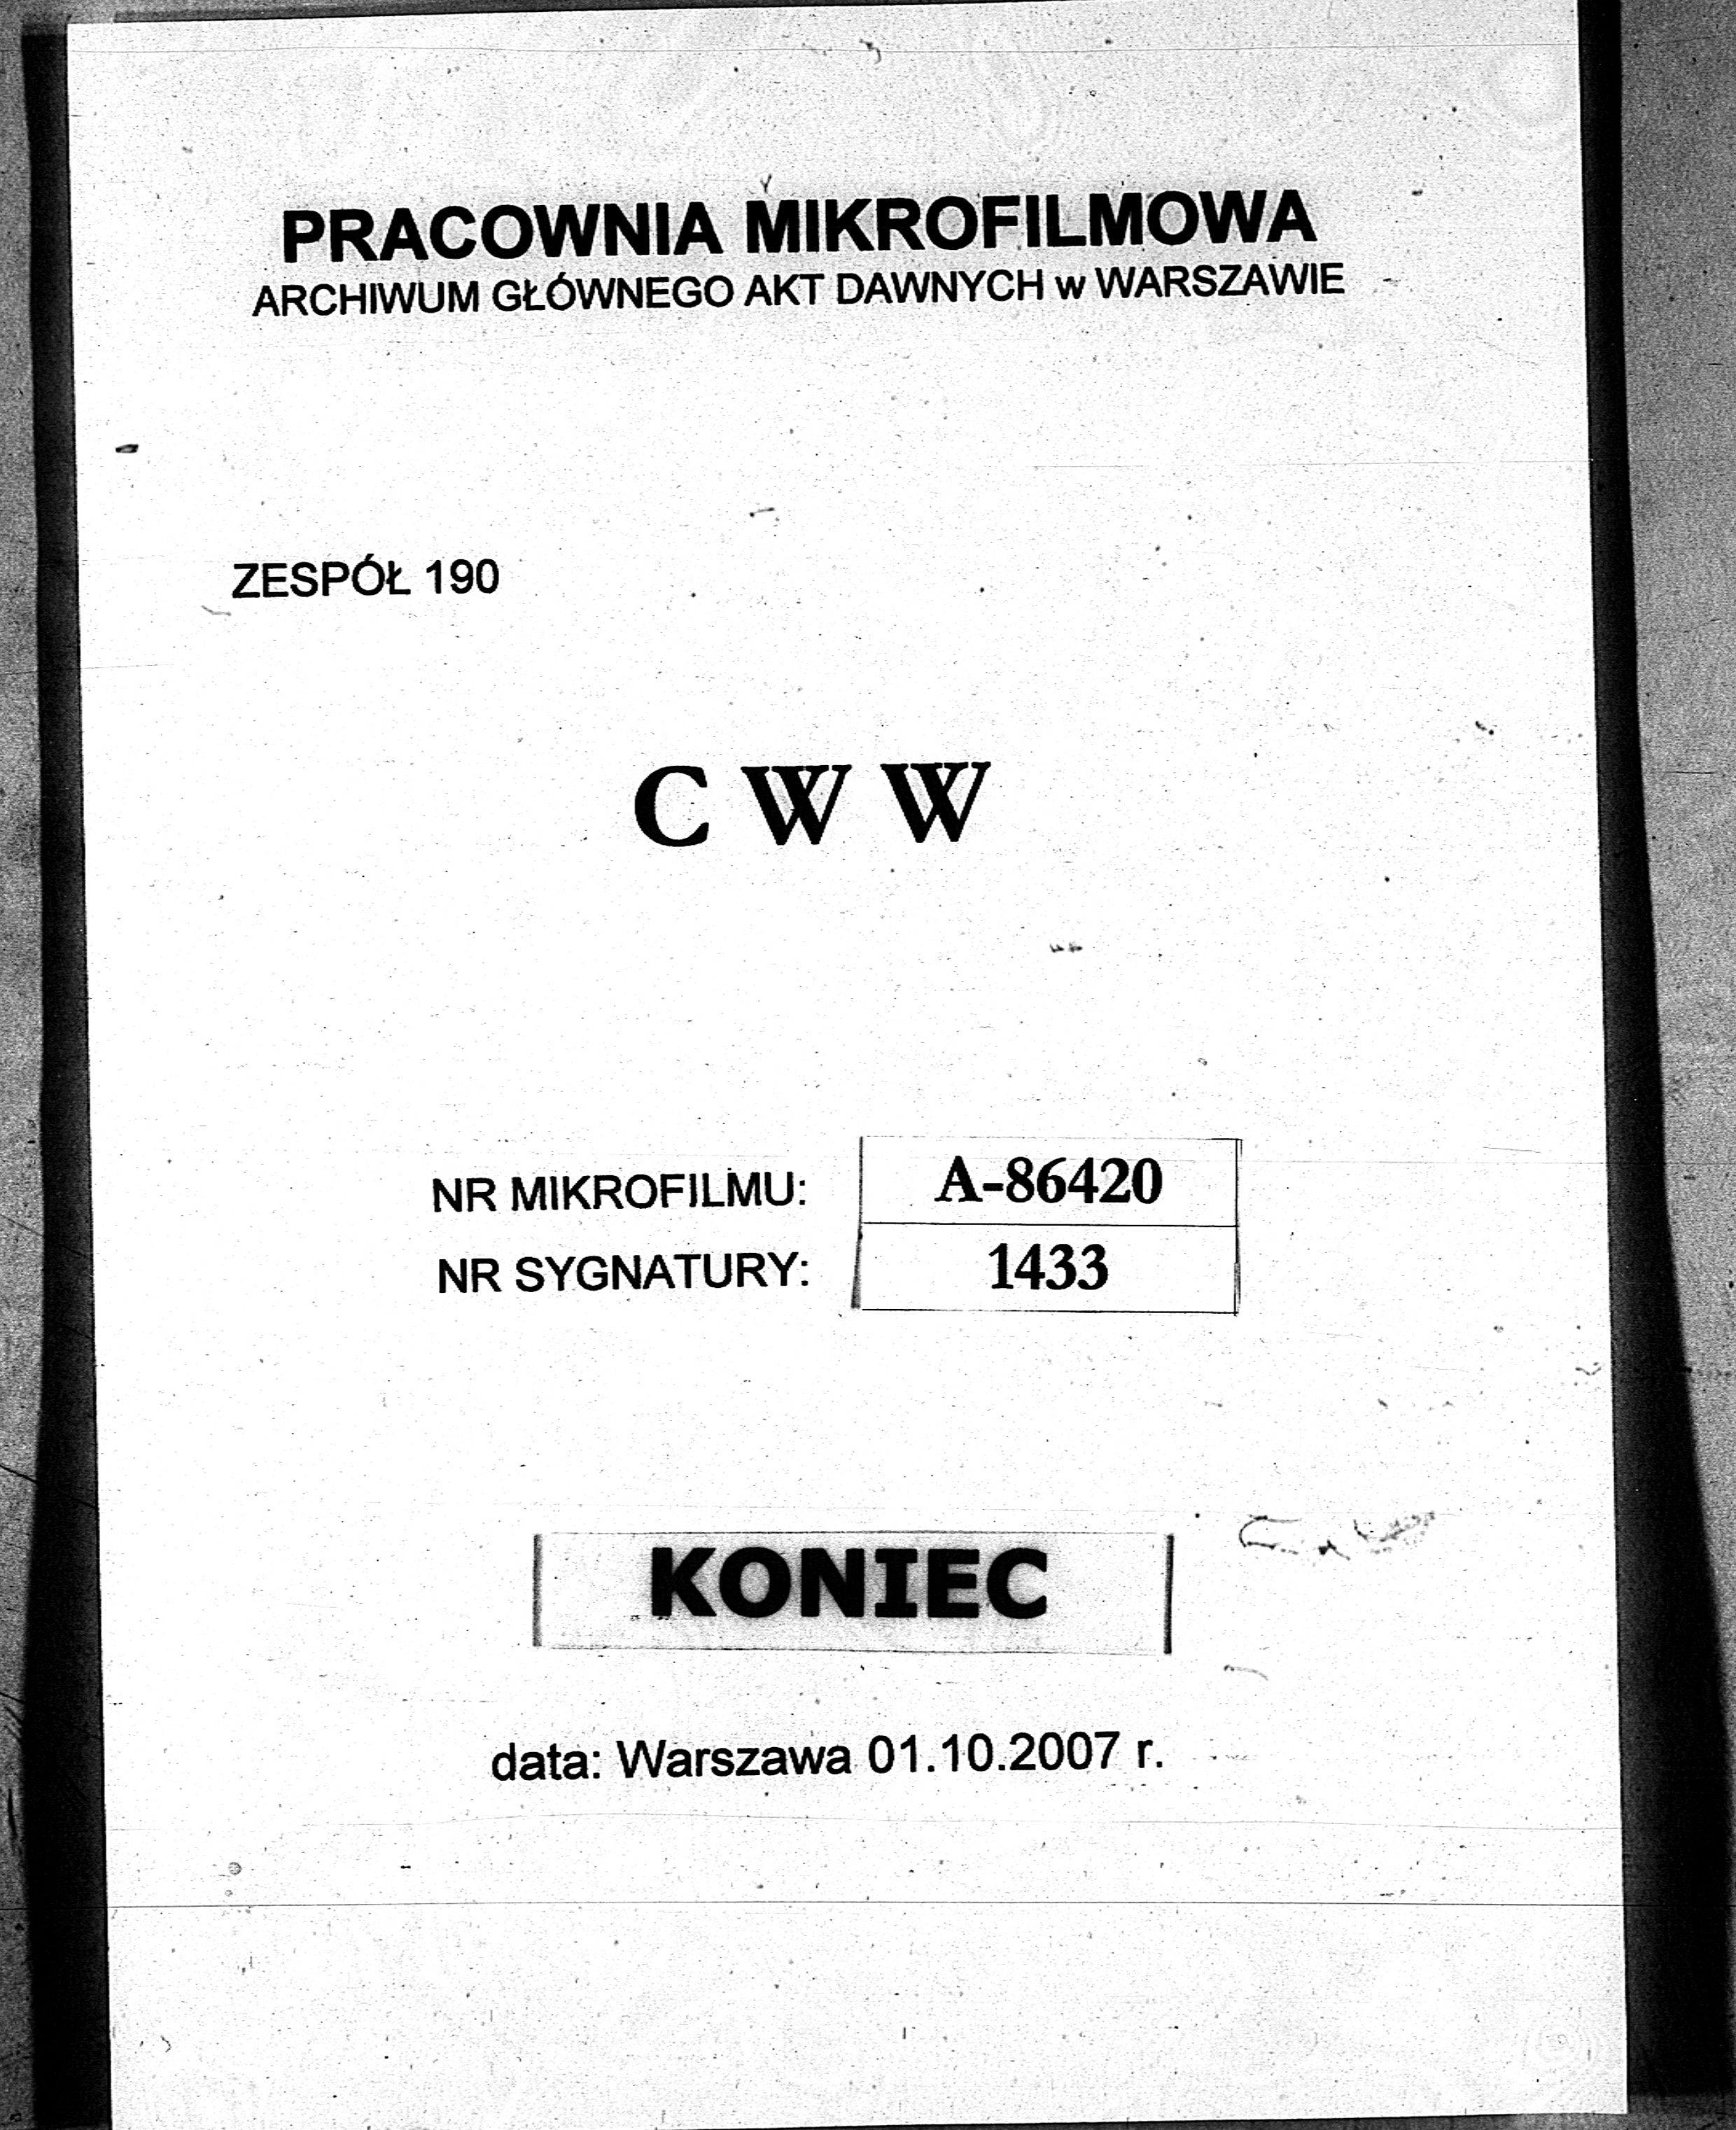 PRACOWNIA MIKROFILMOWA
ARCHIWUM GŁÓWNEGO AKT DAWNYCH w WARSZAWIE
ZESPÓŁ 190
C W W
NR MIKROFILMU: A-86420
NR SYGNATURY: 1433
KONIEC
data: Warszawa 01.10.2007 r.